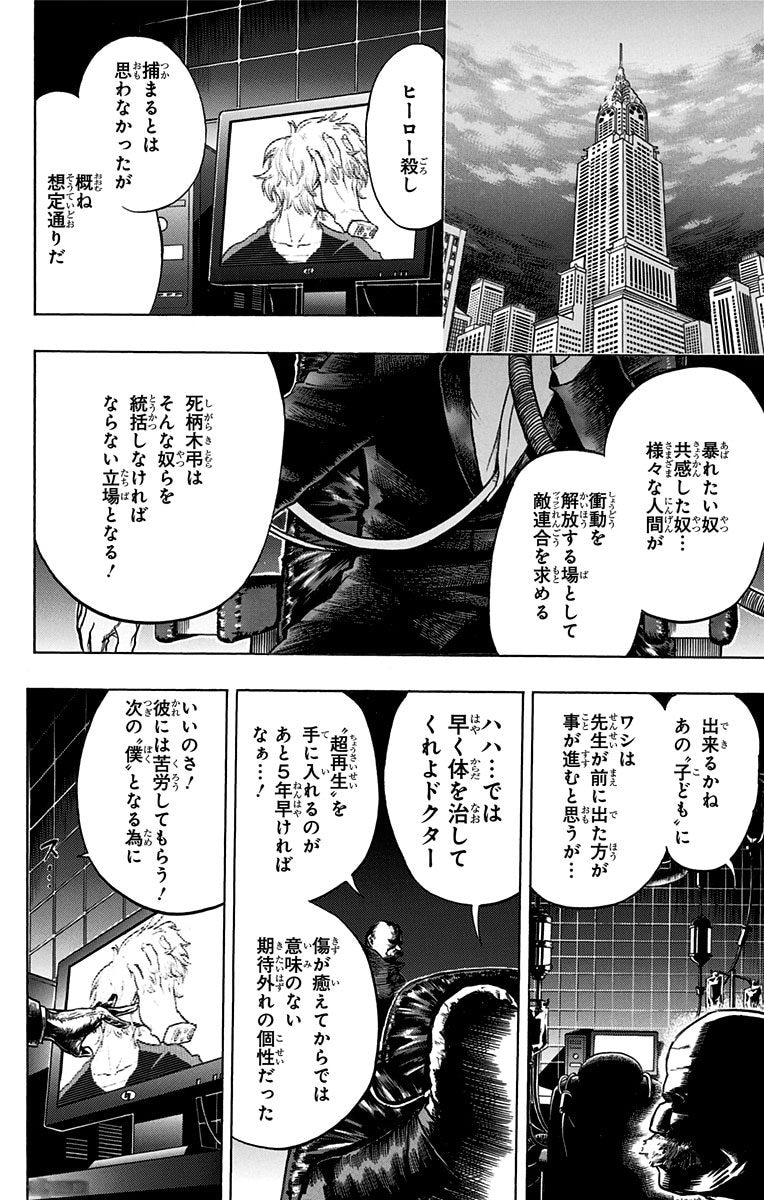 ヒーロー殺し
捕まるとは
思わなかったが
概ね
想定通りだ
暴れたい奴
共感した奴…
様々な人間が
衝動を
解放する場として
敵連合を求める
死柄木弔は
そんな奴らを
統括しなければ
ならない立場となる！
出来るかね
あの〝子ども〟に
ワシは
先生が前に出た方が
事が進むと思うが…
ハハ…では
早く体を治して
くれよドクター
〝超再生〟を
手に入れるのが
あと5年早ければ
なぁ…！
傷が癒えてからでは
意味のない
期待外れの個性だった
いいのさ！
彼には苦労してもらう！
次の〝僕〟となる為に
ス…